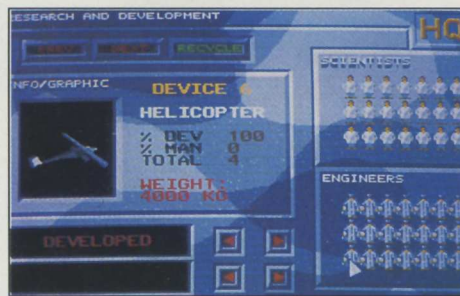 ESEARCH AND DEVELOPMENT
HQ
RECYCLE
SCIENTISTS
NFO/GRAPHIC
DEVICE
HELICOPTER
% DEV 100
% MAN 0
TOTAL 4
WEIGHT:
4000 KG
ENGINEERS
DEVELOPED